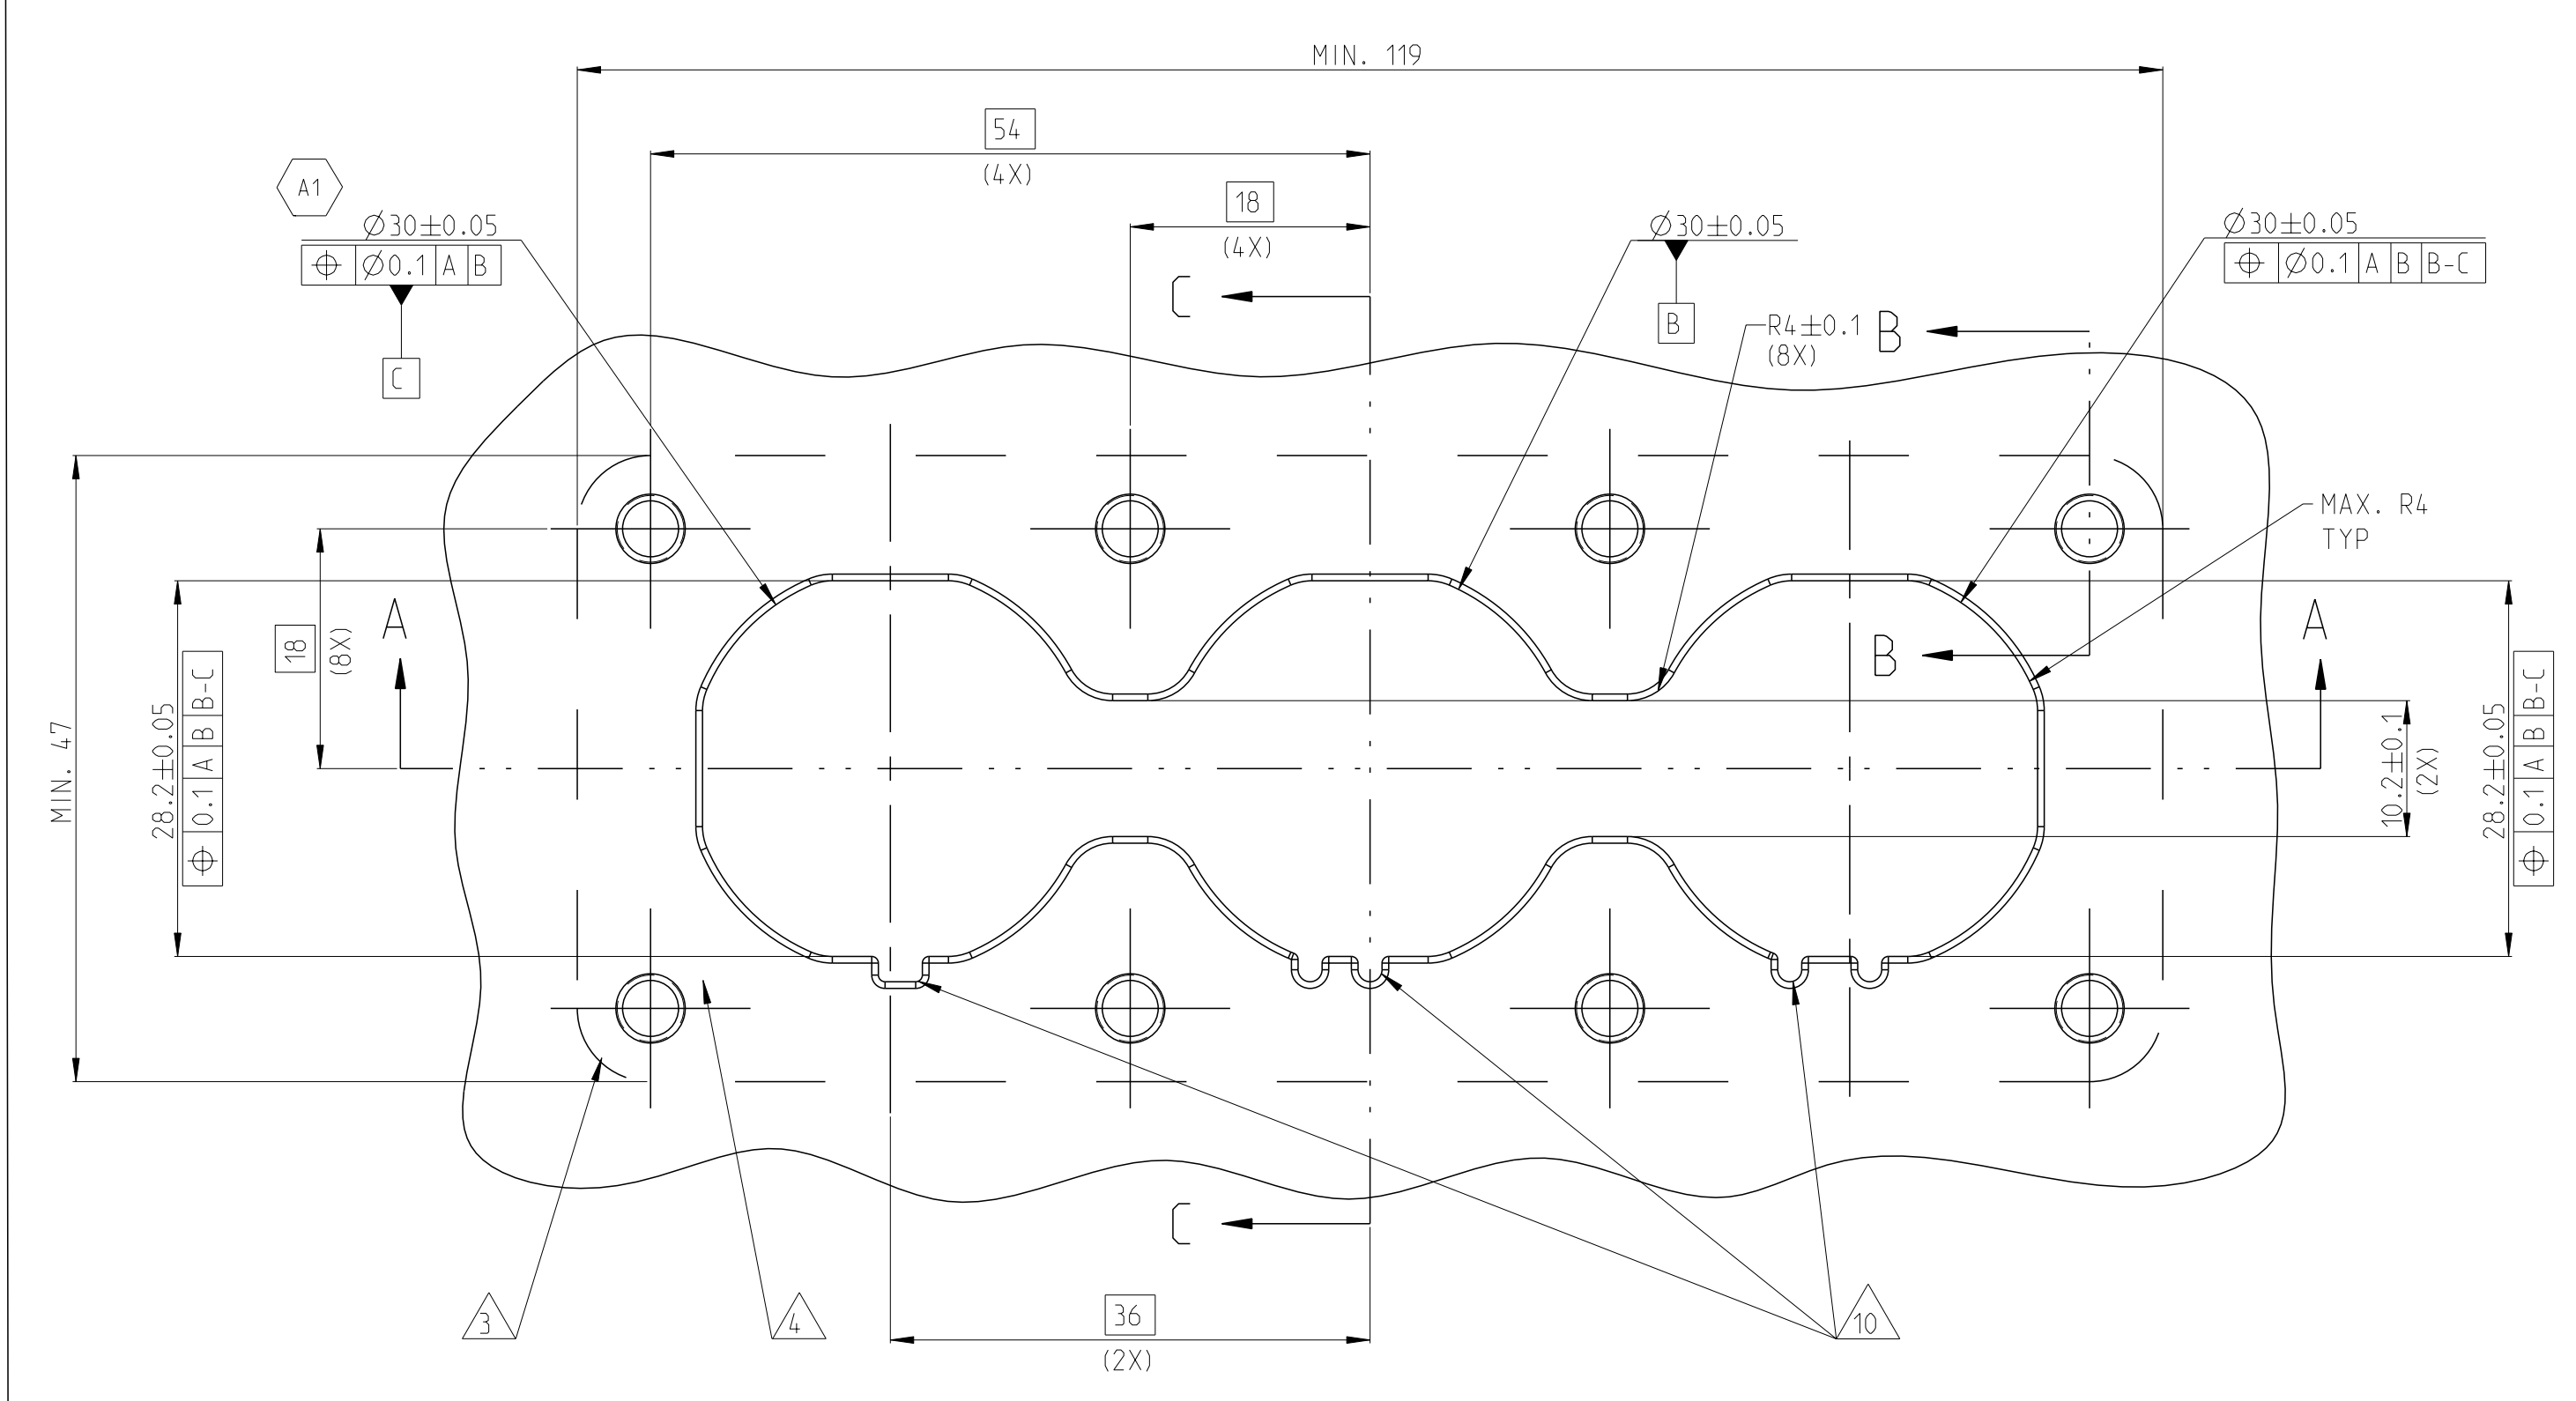 MIN. 119
54
(4X)
18
(4X)
A1
Ø30±0.05
⌖ Ø0.1 A B
C
Ø30±0.05
B
Ø30±0.05
⌖ Ø0.1 A B B-C
C
R4±0.1
(8X)
B
MAX. R4
TYP
A
A
B
18
(8X)
MIN. 47
28.2±0.05
⌖ 0.1 A B B-C
10.2±0.1
(2X)
28.2±0.05
⌖ 0.1 A B B-C
C
3
4
10
36
(2X)